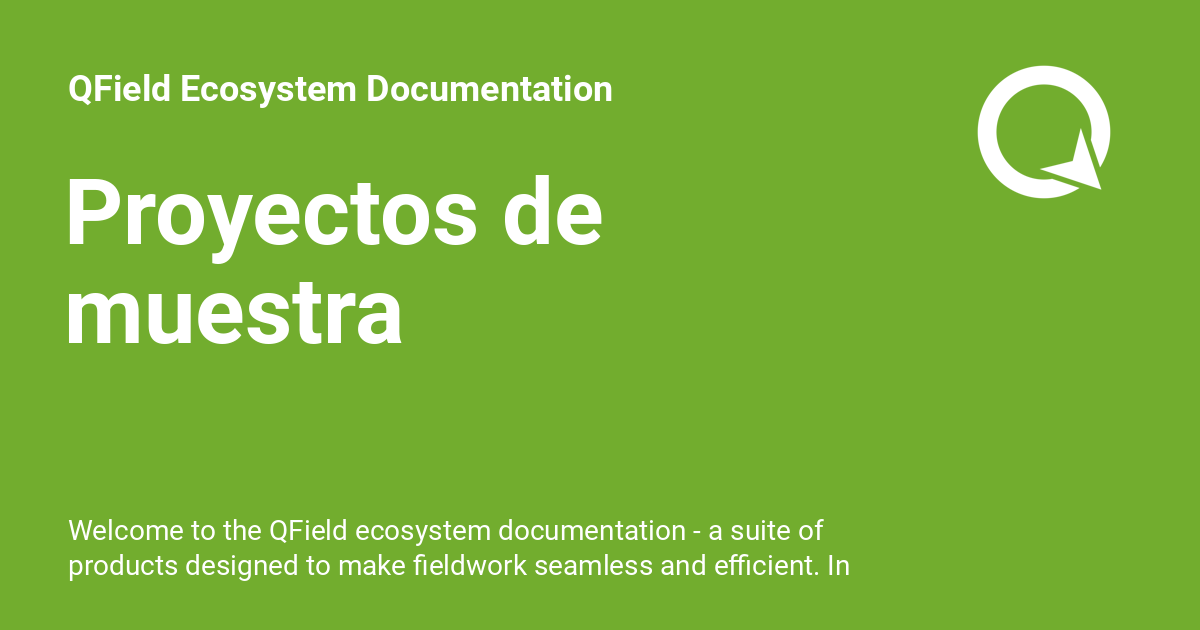 QField Ecosystem Documentation
Proyectos de
muestra
Welcome to the QField ecosystem documentation - a suite of
products designed to make fieldwork seamless and efficient. In